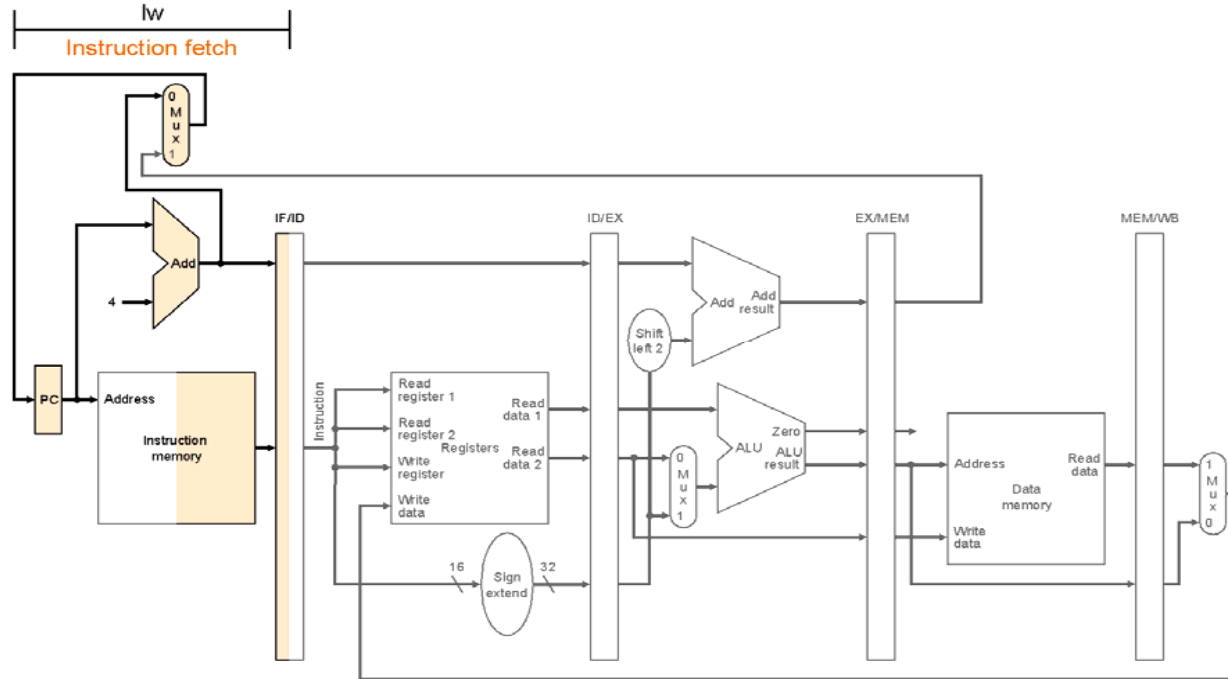 lw
Instruction fetch
0
M
u
x
1
IF/ID
ID/EX
EX/MEM
MEM/WB
Add
4
Add
Add
result
Shift
left 2
PC
Address
Instruction
memory
Instruction
Read
register 1
Read
register 2
Registers
Write
register
Write
data
Read
data 1
Read
data 2
0
M
u
x
1
Zero
ALU
ALU
result
Address
Read
data
Data
memory
Write
data
1
M
u
x
0
16
Sign
extend
32